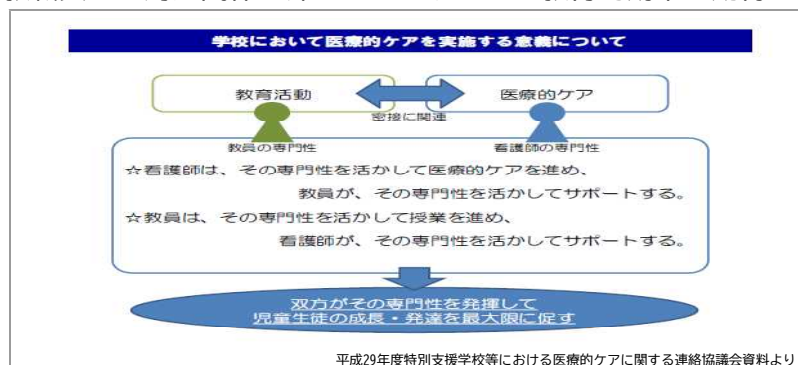 学校において医療的ケアを実施する意義について
教育活動
医療的ケア
密接に関連
教員の専門性
看護師の専門性
☆看護師は、その専門性を活かして医療的ケアを進め、
教員が、その専門性を活かしてサポートする。
☆教員は、その専門性を活かして授業を進め、
看護師が、その専門性を活かしてサポートする。
双方がその専門性を発揮して
児童生徒の成長・発達を最大限に促す
平成29年度特別支援学校等における医療的ケアに関する連絡協議会資料より